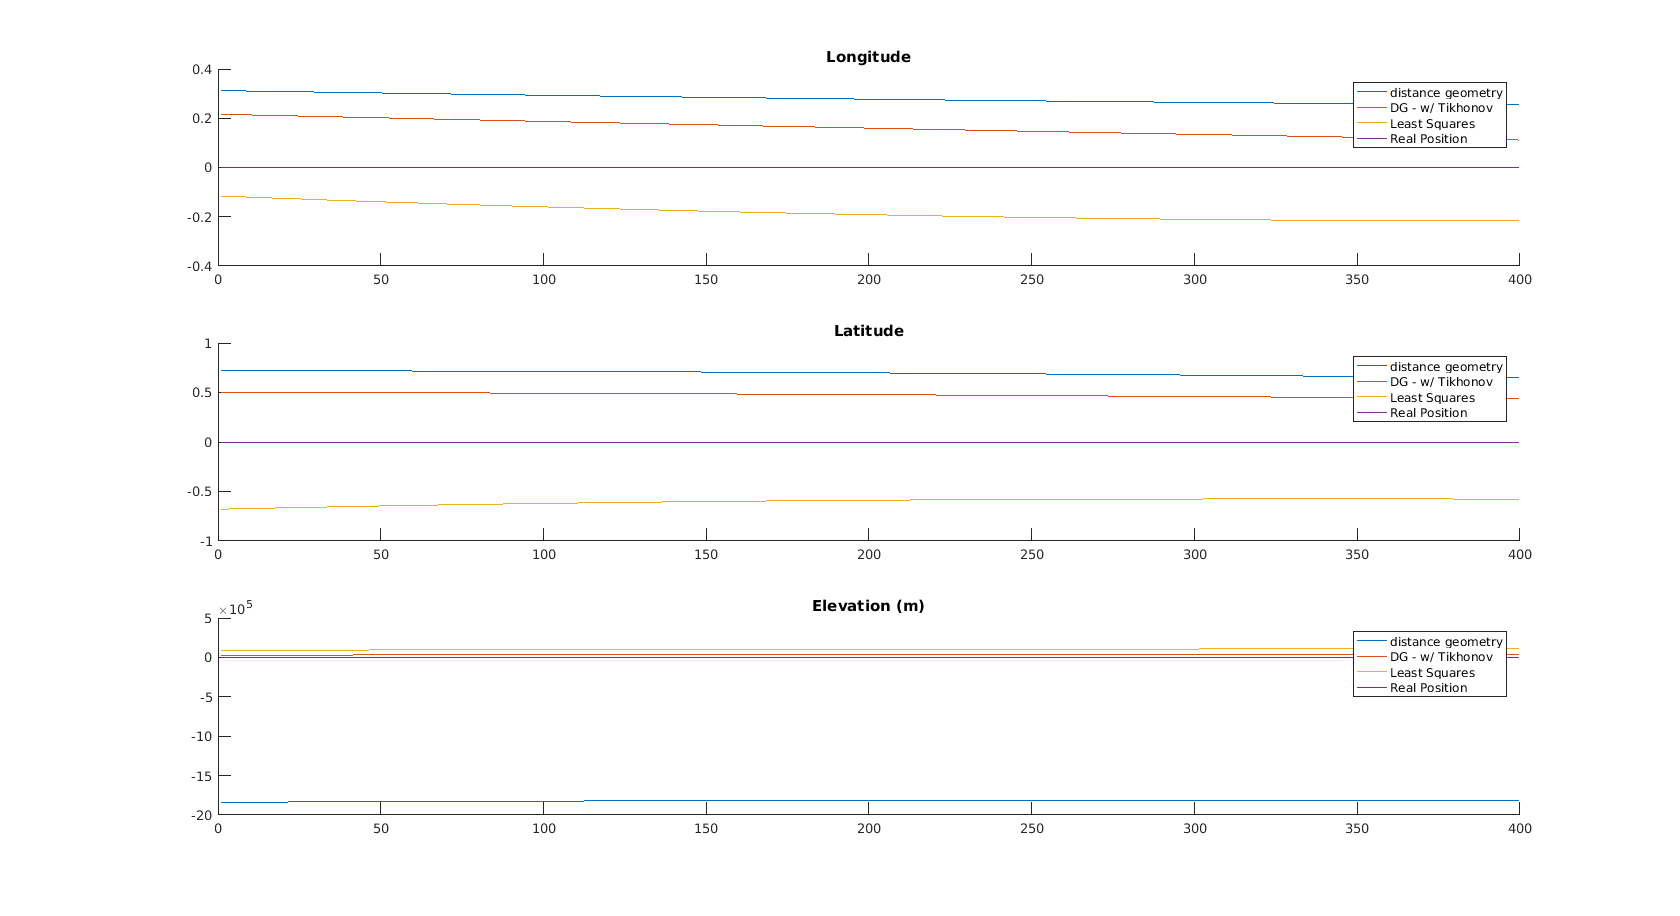 Longitude
0.4
0.2
0
-0.2
-0.4
0 50 100 150 200 250 300 350 400
distance geometry
DG - w/ Tikhonov
Least Squares
Real Position
Latitude
1
0.5
0
-0.5
-1
0 50 100 150 200 250 300 350 400
distance geometry
DG - w/ Tikhonov
Least Squares
Real Position
Elevation (m)
×10^5
5
0
-5
-10
-15
-20
0 50 100 150 200 250 300 350 400
distance geometry
DG - w/ Tikhonov
Least Squares
Real Position